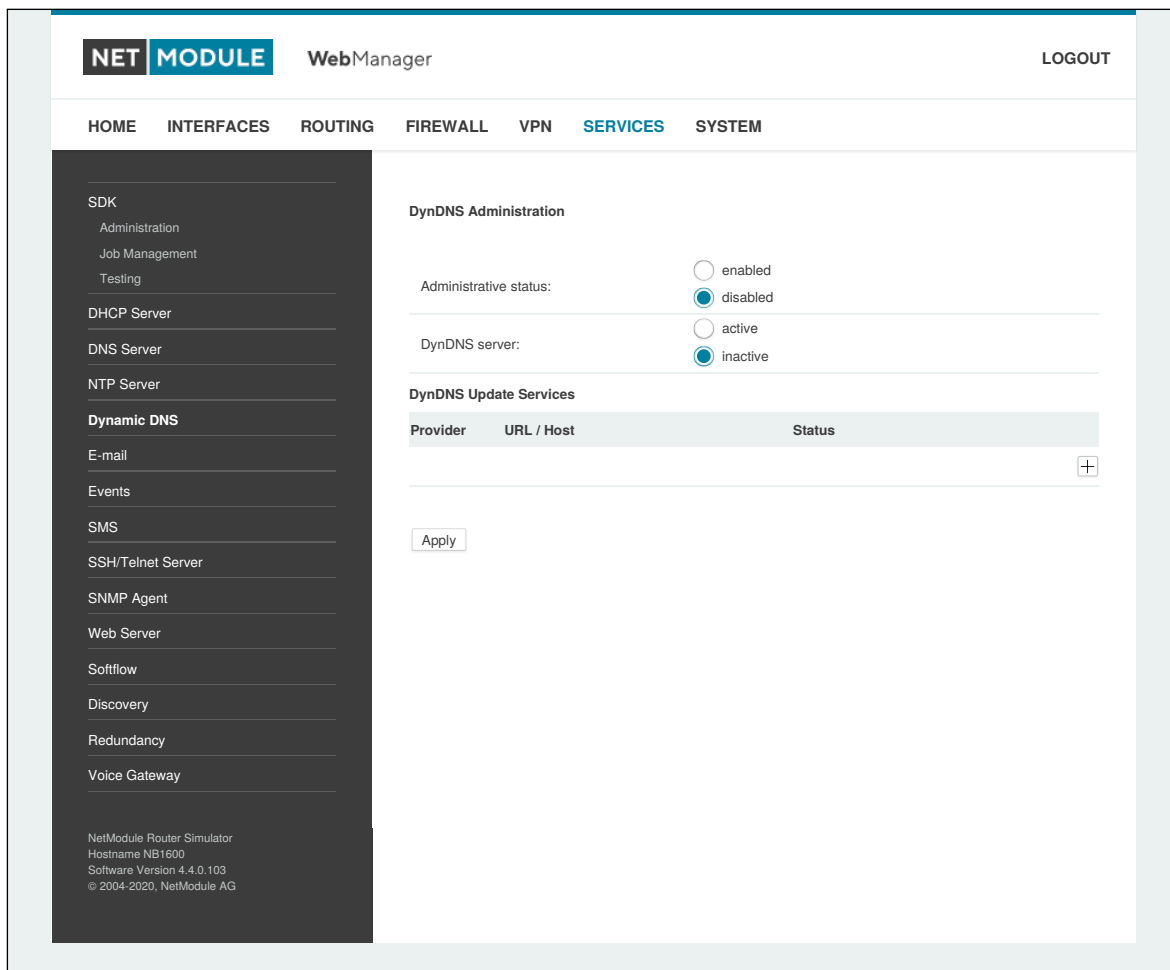 NET MODULE WebManager LOGOUT
HOME INTERFACES ROUTING FIREWALL VPN SERVICES SYSTEM
SDK
Administration
Job Management
Testing
DHCP Server
DNS Server
NTP Server
Dynamic DNS
E-mail
Events
SMS
SSH/Telnet Server
SNMP Agent
Web Server
Softflow
Discovery
Redundancy
Voice Gateway
NetModule Router Simulator
Hostname NB1600
Software Version 4.4.0.103
© 2004-2020, NetModule AG
DynDNS Administration
Administrative status:
enabled
disabled
DynDNS server:
active
inactive
DynDNS Update Services
Provider URL / Host Status
Apply